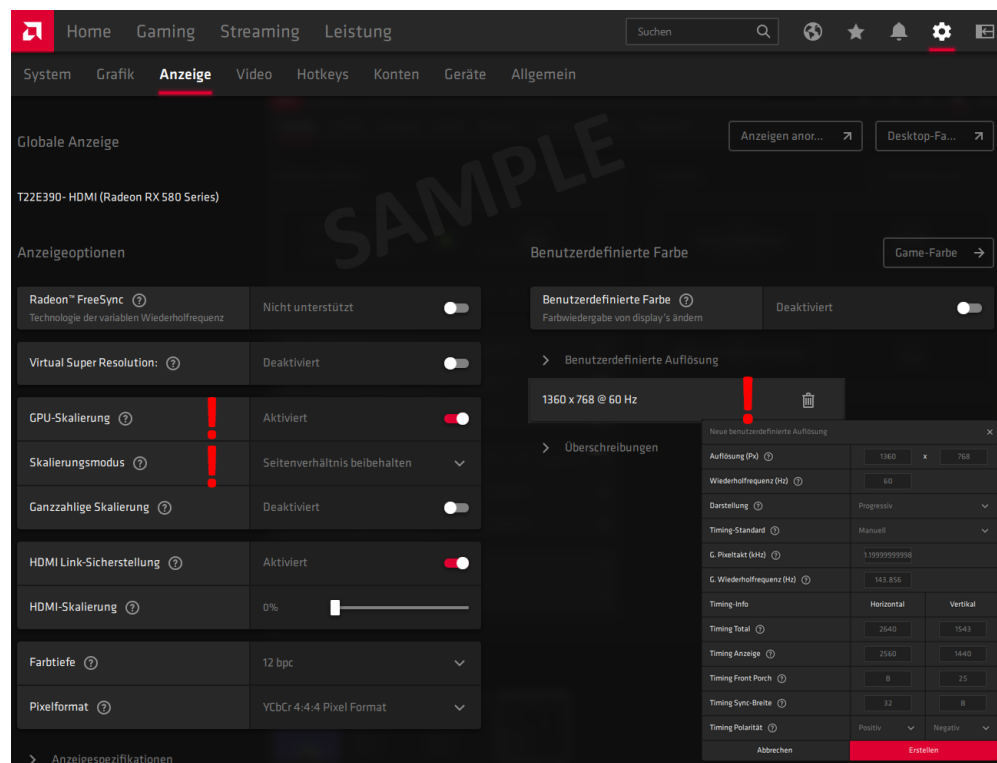 Home Gaming Streaming Leistung Suchen
System Grafik Anzeige Video Hotkeys Konten Geräte Allgemein
Globale Anzeige
Anzeigen anor... Desktop-Fa...
SAMPLE
T22E390- HDMI (Radeon RX 580 Series)
Anzeigeoptionen
Radeon™ FreeSync
Technologie der variablen Wiederholfrequenz
Nicht unterstützt
Virtual Super Resolution: Deaktiviert
GPU-Skalierung ! Aktiviert
Skalierungsmodus ! Seitenverhältnis beibehalten
Ganzzahlige Skalierung Deaktiviert
HDMI Link-Sicherstellung Aktiviert
HDMI-Skalierung 0%
Farbtiefe 12 bpc
Pixelformat YCbCr 4:4:4 Pixel Format
Anzeigespezifikationen
Benutzerdefinierte Farbe Game-Farbe
Benutzerdefinierte Farbe
Farbwiedergabe von display's ändern
Deaktiviert
Benutzerdefinierte Auflösung
1360 x 768 @ 60 Hz !
Überschreibungen
Neue benutzerdefinierte Auflösung
Auflösung (Px) 1360 x 768
Wiederholfrequenz (Hz) 60
Darstellung Progressiv
Timing-Standard Manuell
G. Pixeltakt (kHz) 1.19999999998
G. Wiederholfrequenz (Hz) 143.856
Timing-Info Horizontal Vertikal
Timing Total 2640 1543
Timing Anzeige 2560 1440
Timing Front Porch 8 25
Timing Sync-Breite 32 8
Timing Polarität Positiv Negativ
Abbrechen Erstellen